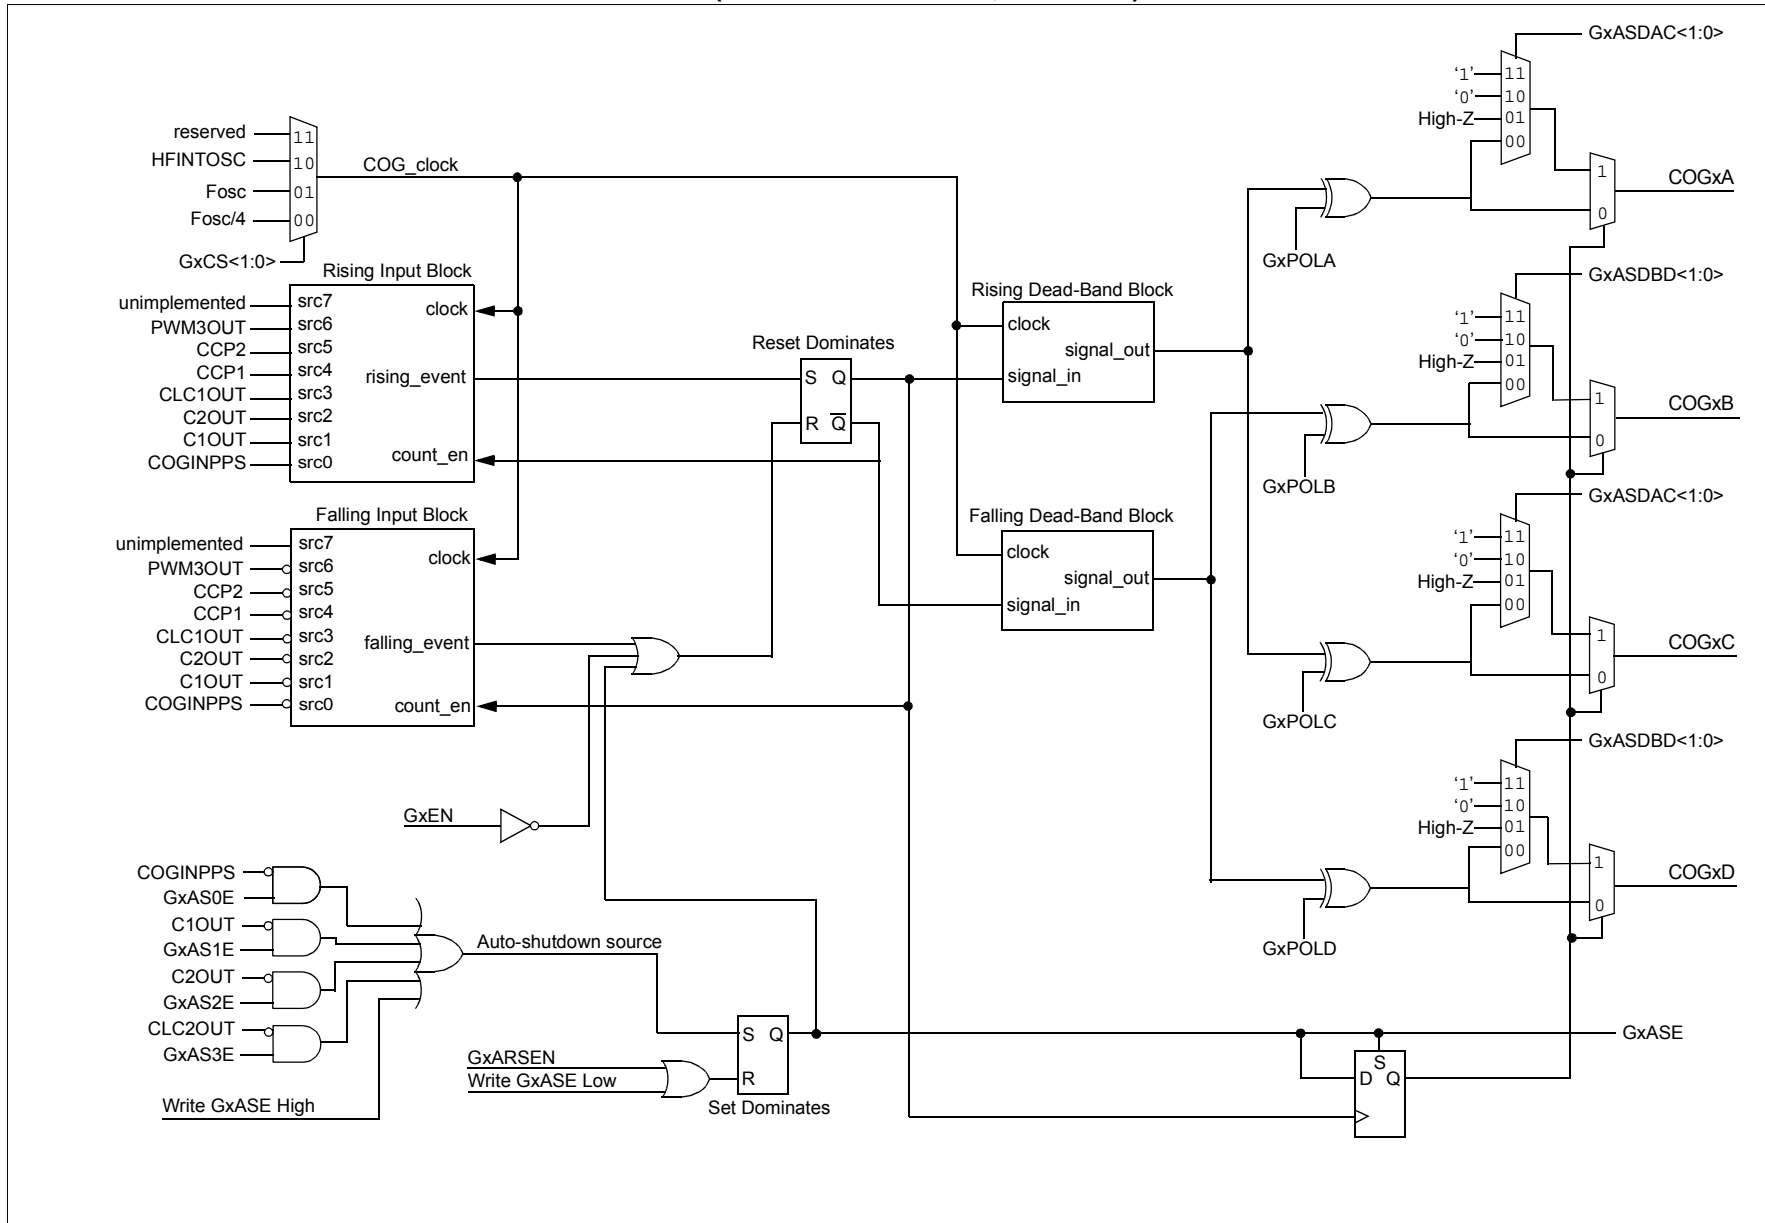 GxASDAC<1:0>
‘1’ 11
‘0’ 10
High-Z 01
00
1
COGxA
0
GxPOLA
reserved 11
HFINTOSC 10
COG_clock
Fosc 01
Fosc/4 00
GxCS<1:0>
Rising Input Block
unimplemented src7
clock
PWM3OUT src6
CCP2 src5
CCP1 src4
rising_event
CLC1OUT src3
C2OUT src2
C1OUT src1
count_en
COGINPPS src0
Reset Dominates
S Q
R Q
Rising Dead-Band Block
clock
signal_out
signal_in
GxASDBD<1:0>
‘1’ 11
‘0’ 10
High-Z 01
00
1
COGxB
0
GxPOLB
Falling Input Block
unimplemented src7
clock
PWM3OUT src6
CCP2 src5
CCP1 src4
CLC1OUT src3
falling_event
C2OUT src2
C1OUT src1
COGINPPS src0
count_en
Falling Dead-Band Block
clock
signal_out
signal_in
GxASDAC<1:0>
‘1’ 11
‘0’ 10
High-Z 01
00
1
COGxC
0
GxPOLC
GxASDBD<1:0>
‘1’ 11
‘0’ 10
High-Z 01
00
1
COGxD
0
GxPOLD
GxEN
COGINPPS
GxAS0E
C1OUT
GxAS1E
Auto-shutdown source
C2OUT
GxAS2E
CLC2OUT
GxAS3E
Write GxASE High
S Q
R
GxARSEN
Write GxASE Low
Set Dominates
GxASE
S
D Q